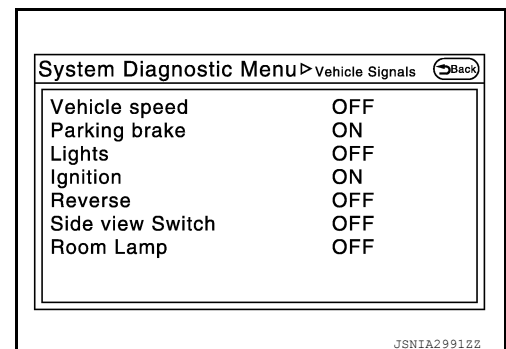 System Diagnostic Menu▷Vehicle Signals Back
Vehicle speed OFF
Parking brake ON
Lights OFF
Ignition ON
Reverse OFF
Side view Switch OFF
Room Lamp OFF
JSNIA2991ZZ